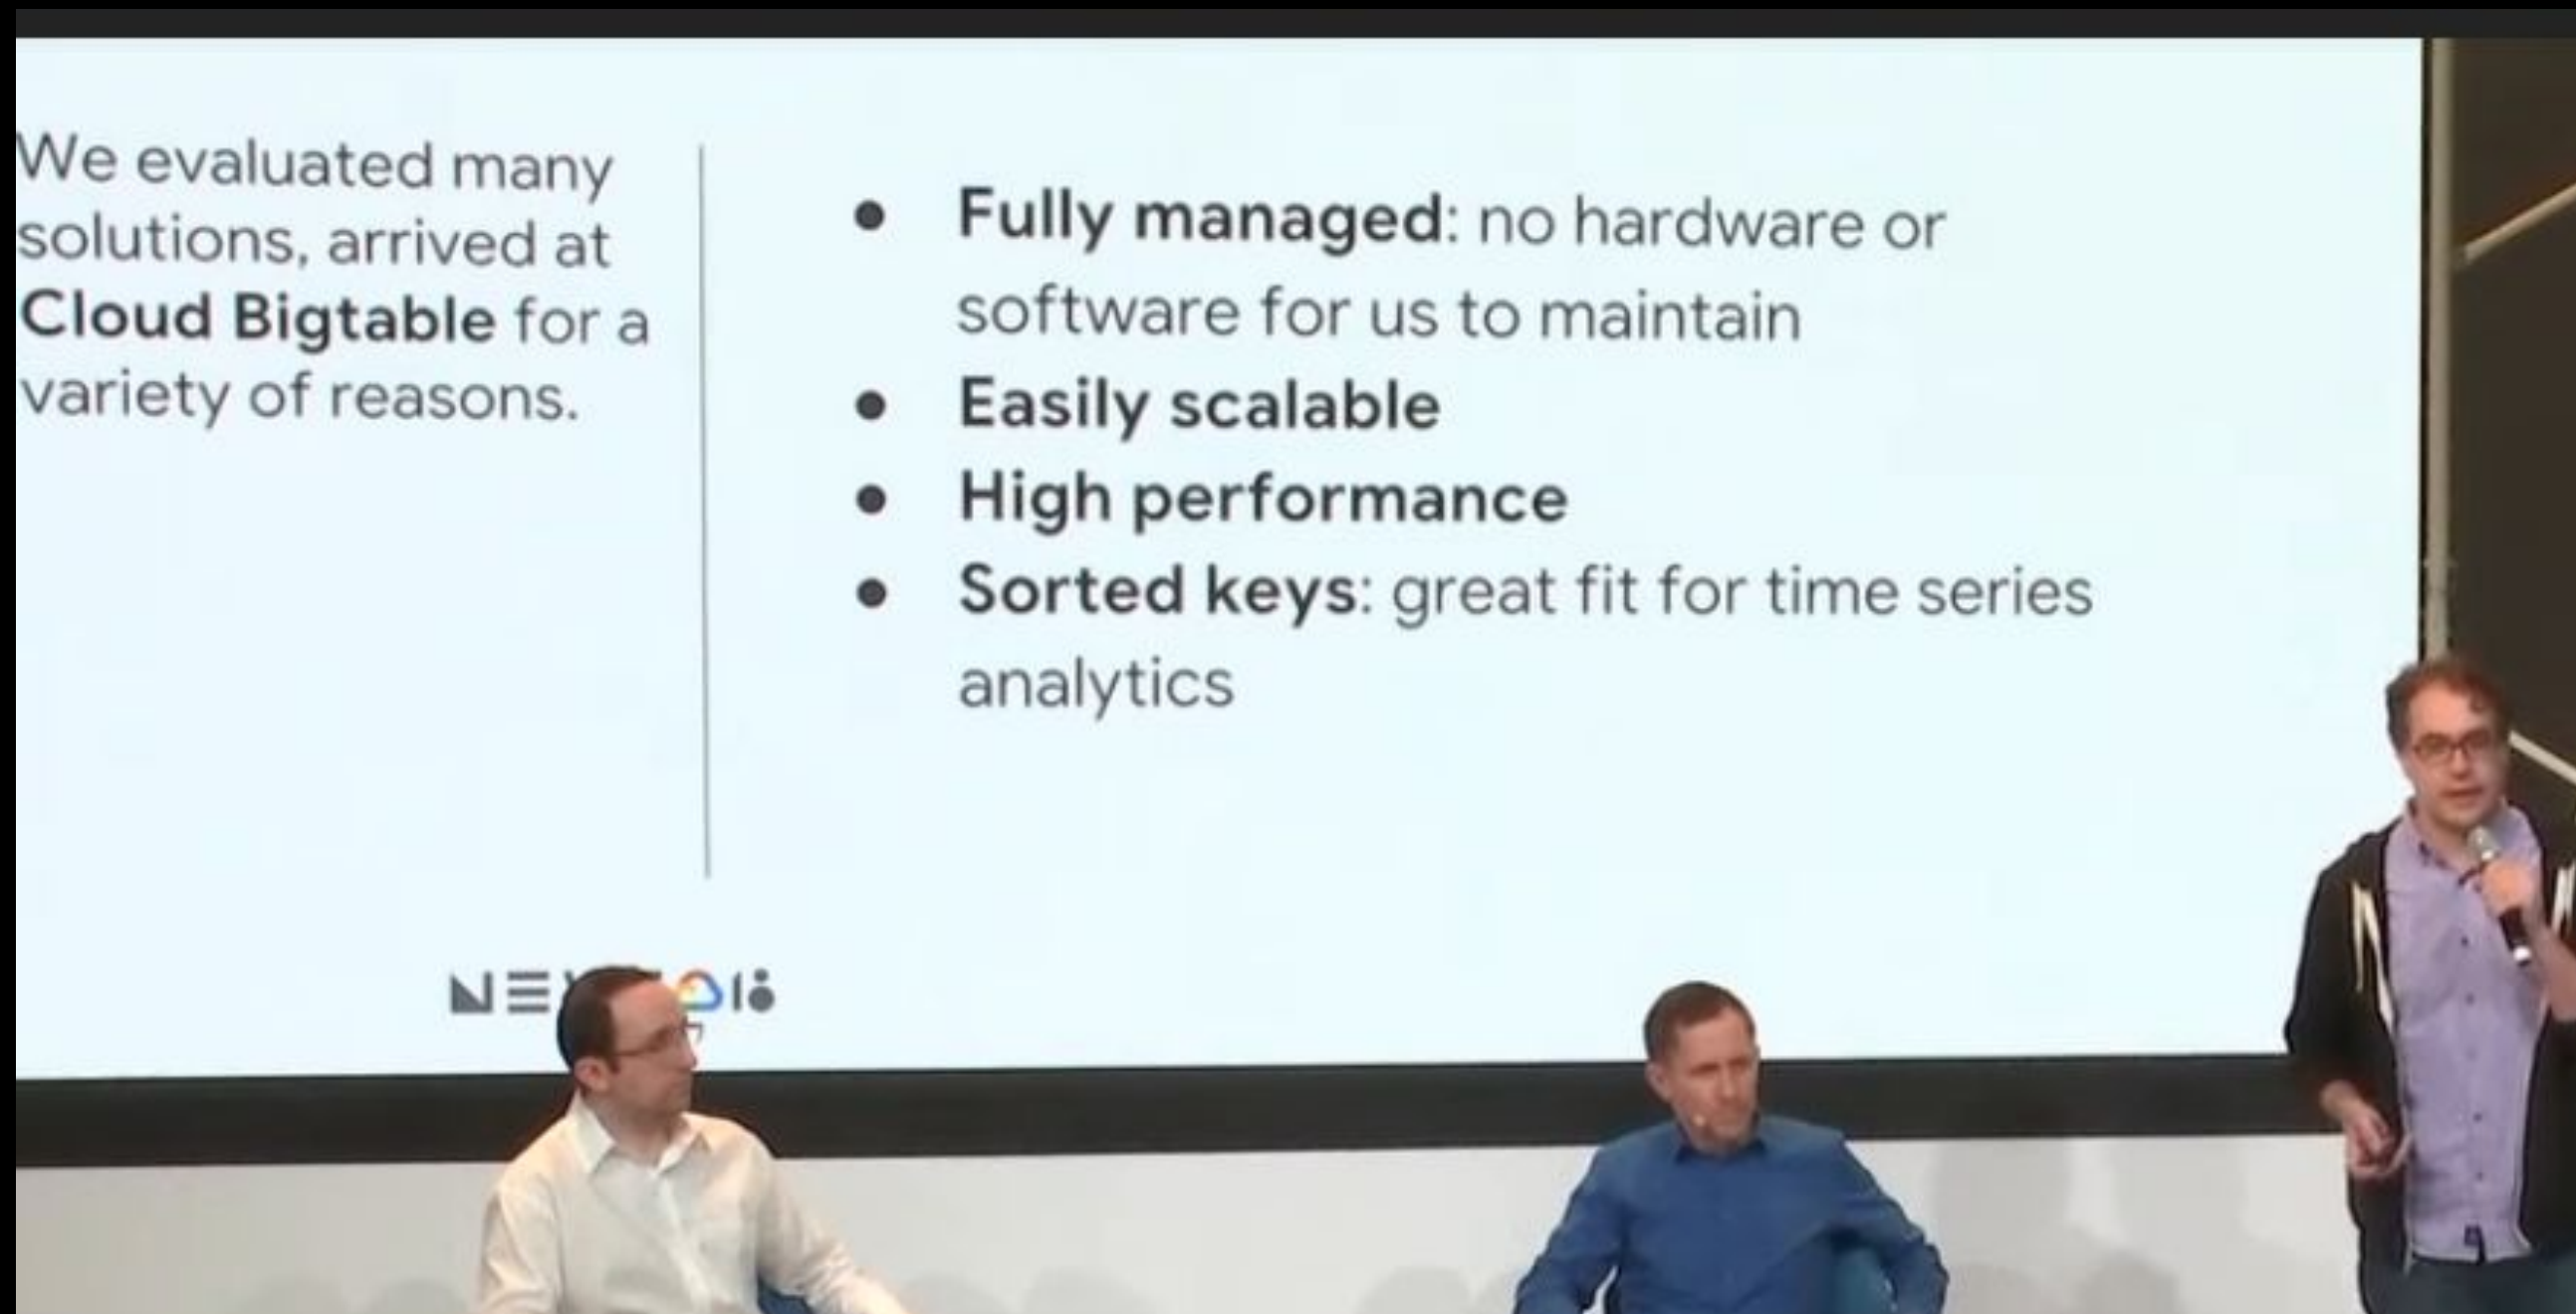 We evaluated many
solutions, arrived at
Cloud Bigtable for a
variety of reasons.
● Fully managed: no hardware or
software for us to maintain
● Easily scalable
● High performance
● Sorted keys: great fit for time series
analytics
18